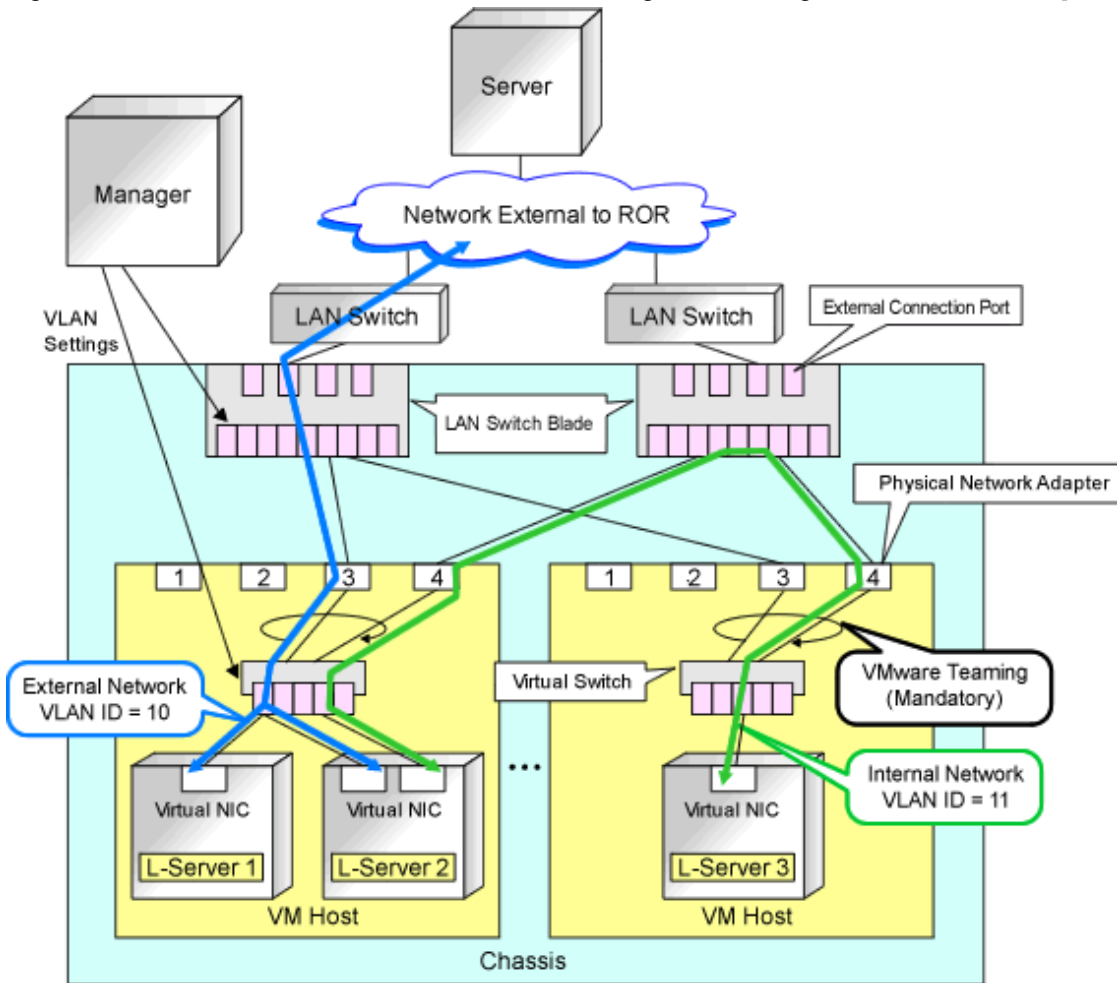 Server
Manager
Network External to ROR
LAN Switch
LAN Switch
External Connection Port
VLAN
Settings
LAN Switch Blade
Physical Network Adapter
1
2
3
4
1
2
3
4
External Network
VLAN ID = 10
Virtual Switch
VMware Teaming
(Mandatory)
Internal Network
VLAN ID = 11
Virtual NIC
Virtual NIC
Virtual NIC
L-Server 1
L-Server 2
L-Server 3
...
VM Host
VM Host
Chassis